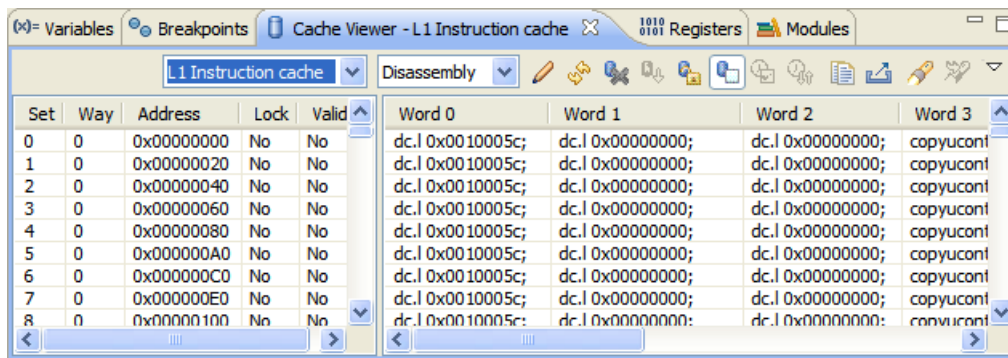 (x)= Variables Breakpoints Cache Viewer - L1 Instruction cache 1010 0101 Registers Modules
L1 Instruction cache Disassembly
Set Way Address Lock Valid Word 0 Word 1 Word 2 Word 3
0 0 0x00000000 No No dc.l 0x0010005c; dc.l 0x00000000; dc.l 0x00000000; copyucont
1 0 0x00000020 No No dc.l 0x0010005c; dc.l 0x00000000; dc.l 0x00000000; copyucont
2 0 0x00000040 No No dc.l 0x0010005c; dc.l 0x00000000; dc.l 0x00000000; copyucont
3 0 0x00000060 No No dc.l 0x0010005c; dc.l 0x00000000; dc.l 0x00000000; copyucont
4 0 0x00000080 No No dc.l 0x0010005c; dc.l 0x00000000; dc.l 0x00000000; copyucont
5 0 0x000000A0 No No dc.l 0x0010005c; dc.l 0x00000000; dc.l 0x00000000; copyucont
6 0 0x000000C0 No No dc.l 0x0010005c; dc.l 0x00000000; dc.l 0x00000000; copyucont
7 0 0x000000E0 No No dc.l 0x0010005c; dc.l 0x00000000; dc.l 0x00000000; copyucont
8 0 0x00000100 No No dc.l 0x0010005c; dc.l 0x00000000; dc.l 0x00000000; copyucont